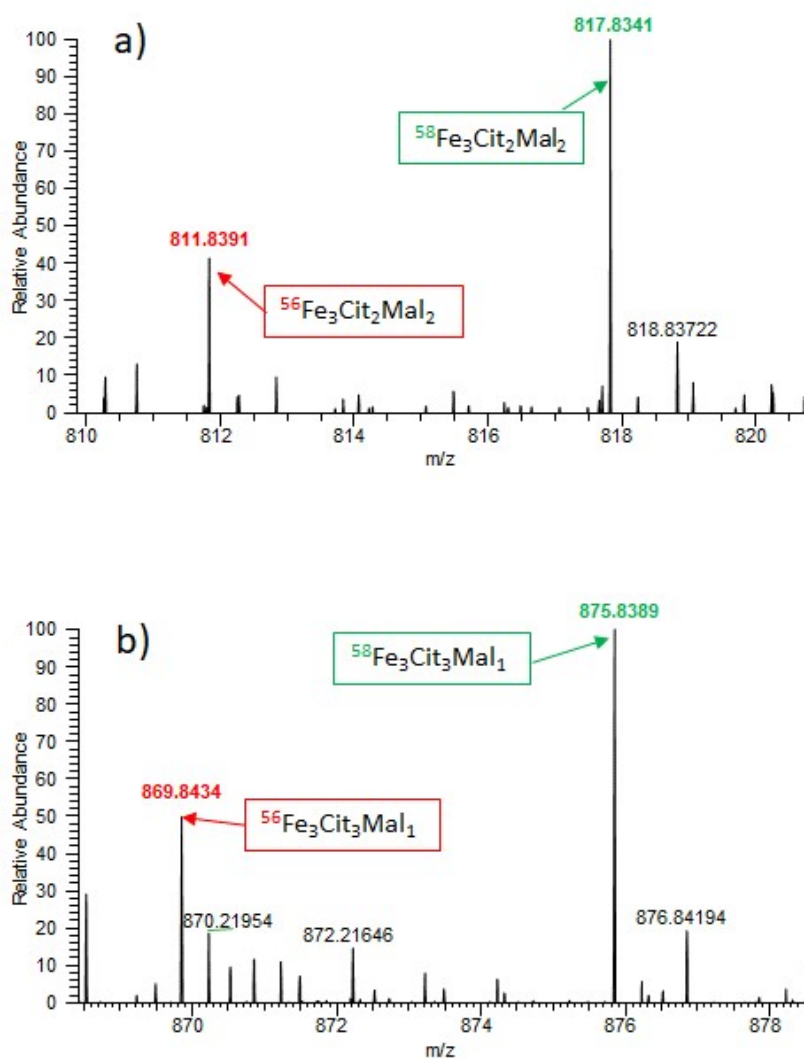 a)
817.8341
⁵⁸Fe₃Cit₂Mal₂
811.8391
⁵⁶Fe₃Cit₂Mal₂
818.83722
100
90
80
70
60
50
40
30
20
10
0
Relative Abundance
810 812 814 816 818 820
m/z
b)
875.8389
⁵⁸Fe₃Cit₃Mal₁
869.8434
⁵⁶Fe₃Cit₃Mal₁
870.21954
872.21646
876.84194
100
90
80
70
60
50
40
30
20
10
0
Relative Abundance
870 872 874 876 878
m/z